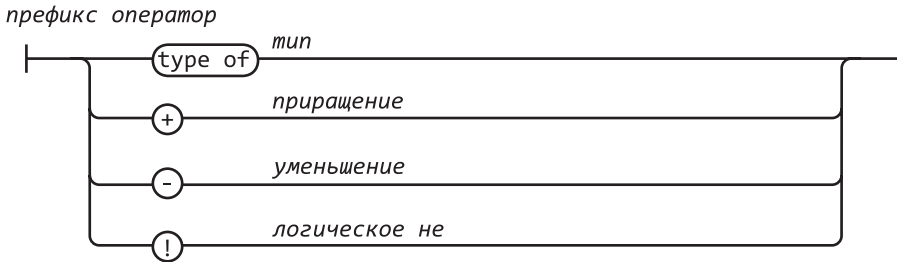 префикс оператор
type of тип
+ приращение
- уменьшение
! логическое не